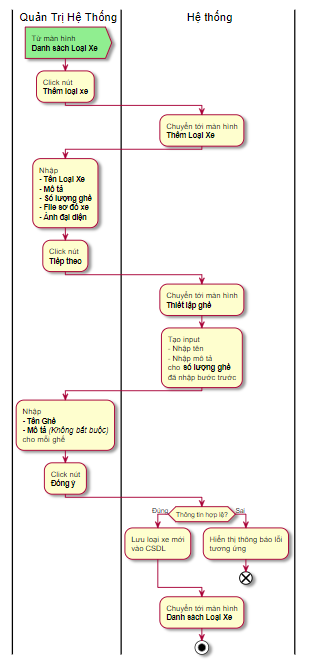 Quản Trị Hệ Thống
Hệ thống
Từ màn hình
Danh sách Loại Xe
Click nút
Thêm loại xe
Chuyển tới màn hình
Thêm Loại Xe
Nhập
- Tên Loại Xe
- Mô tả
- Số lượng ghế
- File sơ đồ xe
- Ảnh đại diện
Click nút
Tiếp theo
Chuyển tới màn hình
Thiết lập ghế
Tạo input
- Nhập tên
- Nhập mô tả
cho số lượng ghế
đã nhập bước trước
Nhập
- Tên Ghế
- Mô tả (Không bắt buộc)
cho mỗi ghế
Click nút
Đồng ý
Thông tin hợp lệ?
Đúng
Sai
Lưu loại xe mới
vào CSDL
Hiển thị thông báo lỗi
tương ứng
Chuyển tới màn hình
Danh sách Loại Xe